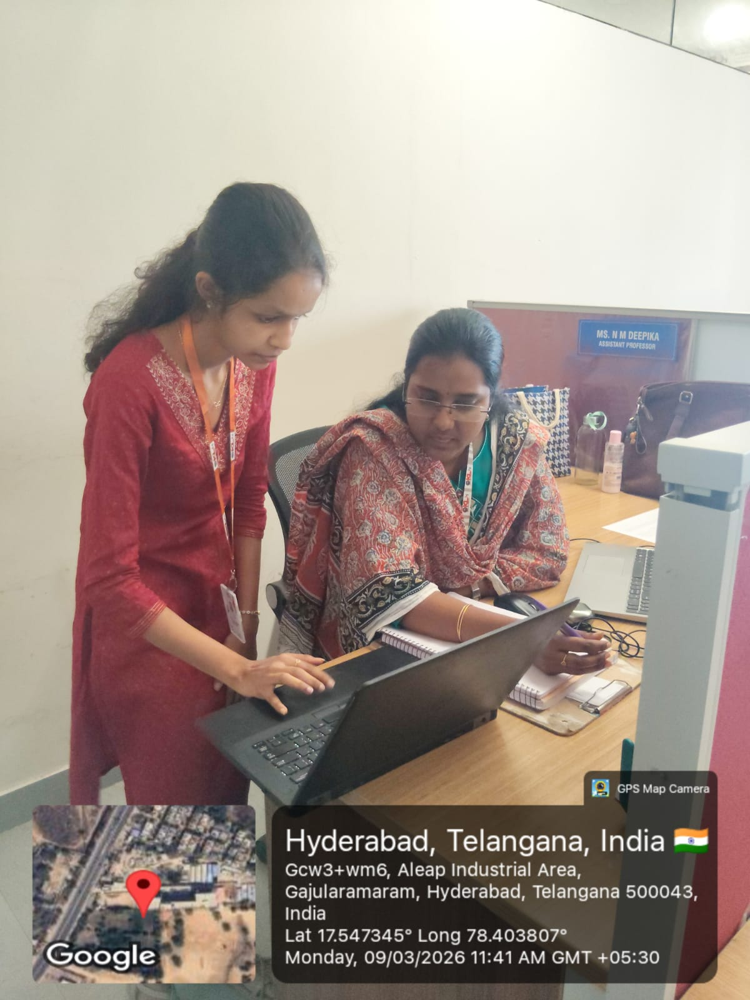 MS. N M DEEPIKA
ASSISTANT PROFESSOR
GPS Map Camera
Hyderabad, Telangana, India
Gcw3+wm6, Aleap Industrial Area,
Gajularamaram, Hyderabad, Telangana 500043,
India
Lat 17.547345° Long 78.403807°
Monday, 09/03/2026 11:41 AM GMT +05:30
Google